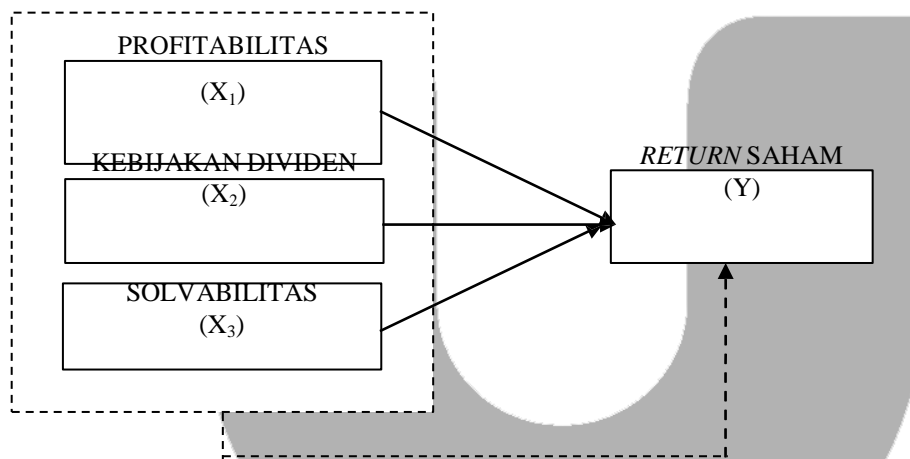 PROFITABILITAS
(X₁)
KEBIJAKAN DIVIDEN
(X₂)
SOLVABILITAS
(X₃)
RETURN SAHAM
(Y)